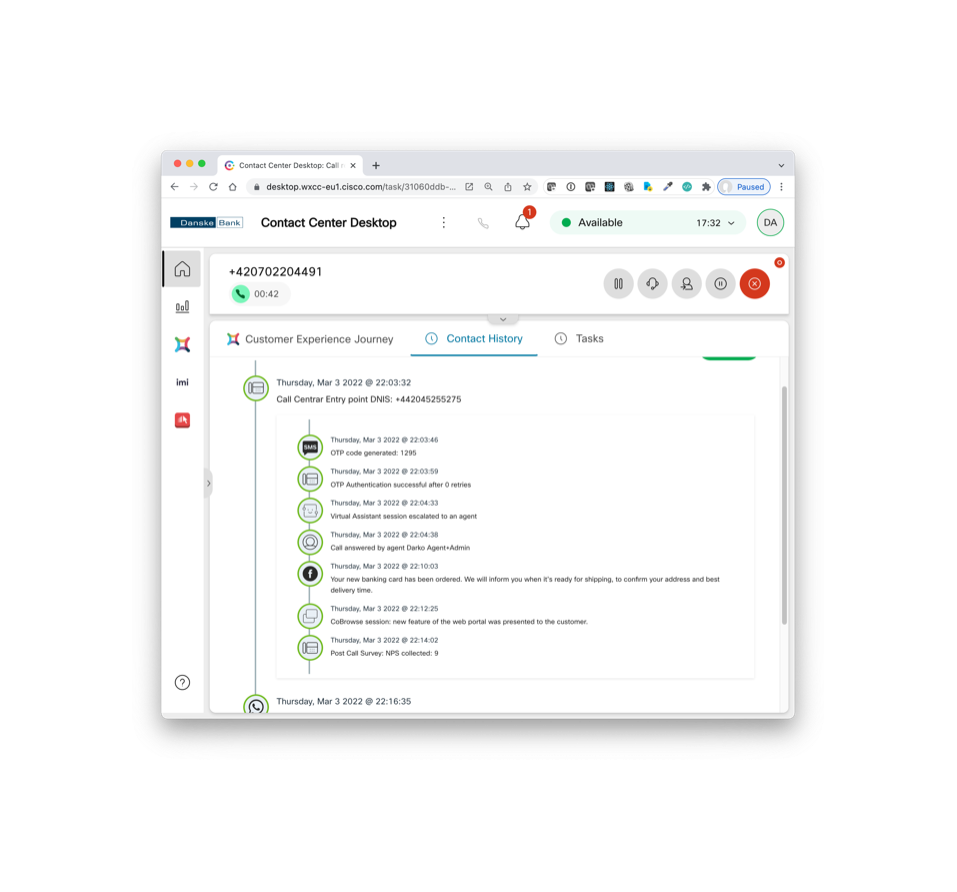 Contact Center Desktop: Call
desktop.wxcc-eu1.cisco.com/task/31060ddb-...
Paused
Danske Bank
Contact Center Desktop
1
Available
17:32
DA
+420702204491
00:42
Customer Experience Journey
Contact History
Tasks
imi
Thursday, Mar 3 2022 @ 22:03:32
Call Centrar Entry point DNIS: +442045255275
SMS
Thursday, Mar 3 2022 @ 22:03:46
OTP code generated: 1295
Thursday, Mar 3 2022 @ 22:03:59
OTP Authentication successful after 0 retries
Thursday, Mar 3 2022 @ 22:04:33
Virtual Assistant session escalated to an agent
Thursday, Mar 3 2022 @ 22:04:38
Call answered by agent Darko Agent+Admin
Thursday, Mar 3 2022 @ 22:10:03
Your new banking card has been ordered. We will inform you when it's ready for shipping, to confirm your address and best
delivery time.
Thursday, Mar 3 2022 @ 22:12:25
CoBrowse session: new feature of the web portal was presented to the customer.
Thursday, Mar 3 2022 @ 22:14:02
Post Call Survey: NPS collected: 9
Thursday, Mar 3 2022 @ 22:16:35